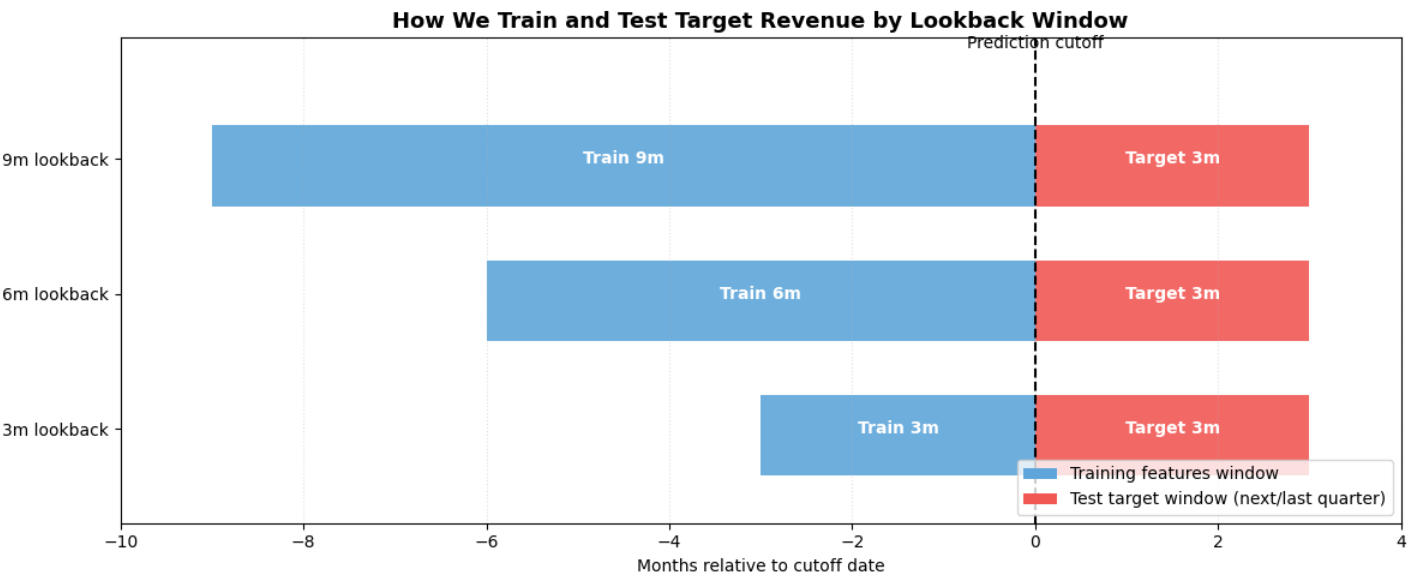 How We Train and Test Target Revenue by Lookback Window
Prediction cutoff
9m lookback
Train 9m
Target 3m
6m lookback
Train 6m
Target 3m
3m lookback
Train 3m
Target 3m
Training features window
Test target window (next/last quarter)
−10
−8
−6
−4
−2
0
2
4
Months relative to cutoff date